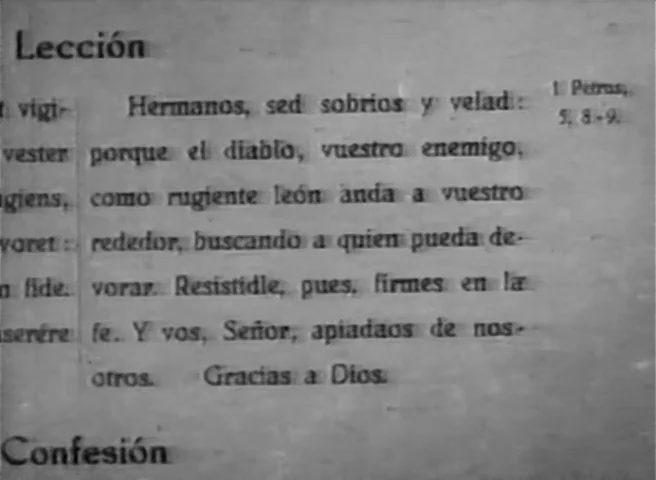 Lección
vigi-
vester
giens,
voret :
fide.
serére
Hermanos, sed sobrios y velad :
porque el diablo, vuestro enemigo,
como rugiente león anda a vuestro
rededor, buscando a quien pueda de-
vorar. Resistidle, pues, firmes en la
fe. Y vos, Señor, apiadaos de nos-
otros. Gracias a Dios.
I Petrus,
5, 8-9.
Confesión